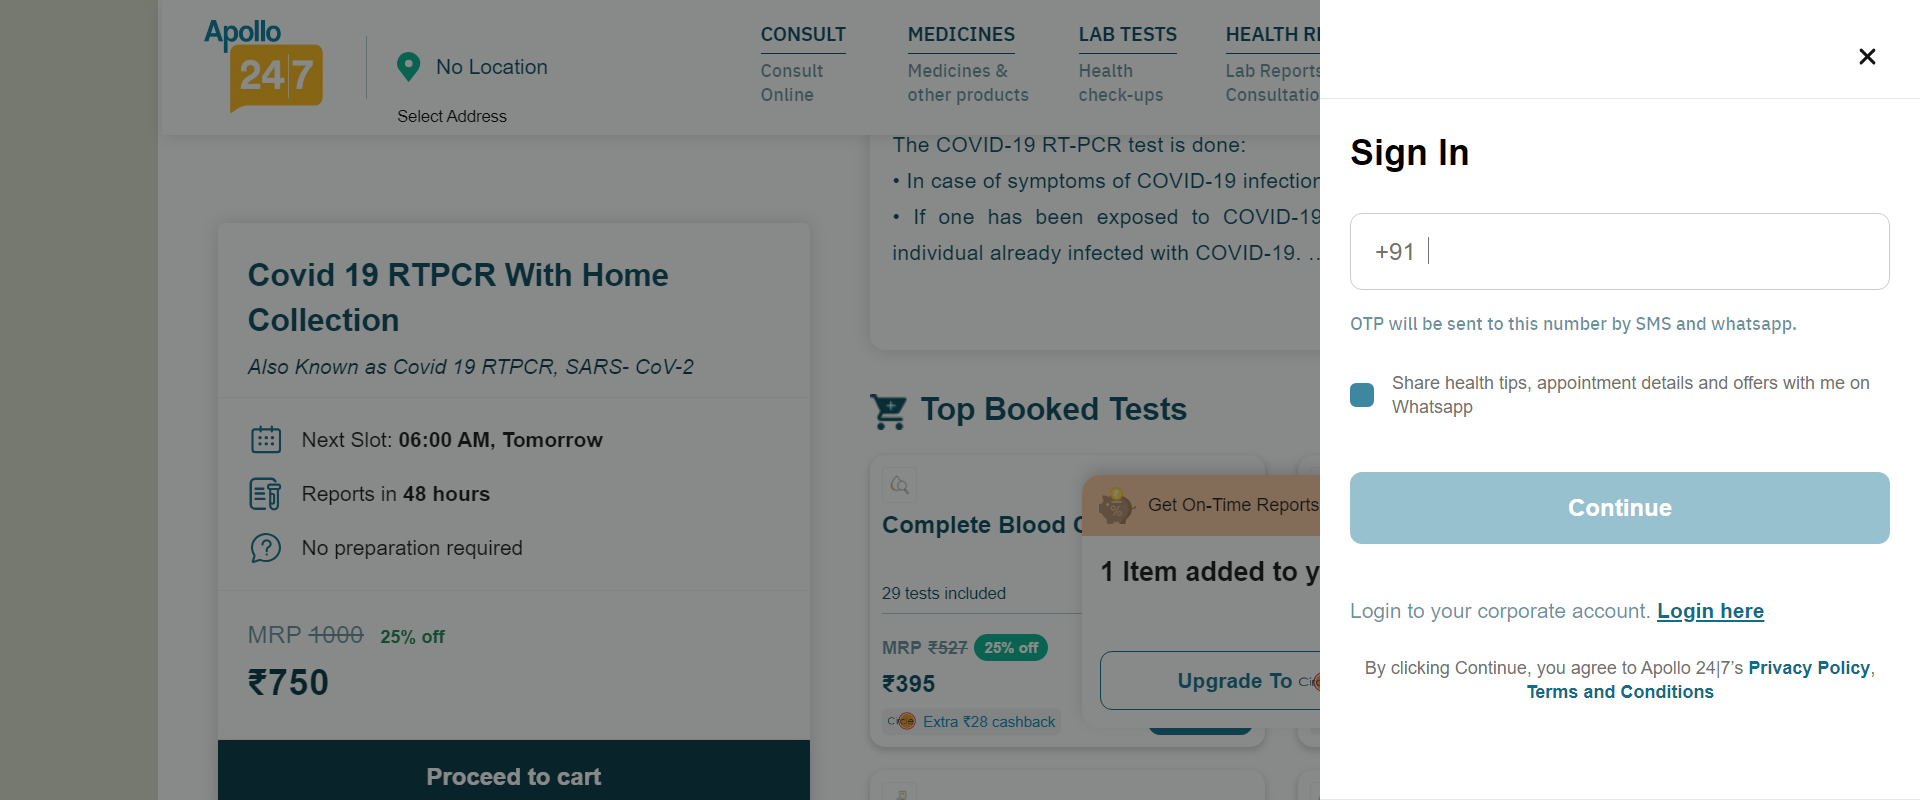 Apollo
24|7
No Location
Select Address
CONSULT
Consult
Online
MEDICINES
Medicines &
other products
LAB TESTS
Health
check-ups
HEALTH
Lab Reports
Covid 19 RTPCR With Home
Collection
Also Known as Covid 19 RTPCR, SARS- CoV-2
Next Slot: 06:00 AM, Tomorrow
Reports in 48 hours
No preparation required
MRP 1000 25% off
₹750
Proceed to cart
The COVID-19 RT-PCR test is done:
• In case of symptoms of COVID-19 infection
• If one has been exposed to COVID-19
individual already infected with COVID-19. ..
Top Booked Tests
Complete Blood
29 tests included
MRP ₹527 25% off
₹395
Circle Extra ₹28 cashback
Get On-Time Reports
1 Item added to
Upgrade To
Sign In
+91
OTP will be sent to this number by SMS and whatsapp.
Share health tips, appointment details and offers with me on
Whatsapp
Continue
Login to your corporate account. Login here
By clicking Continue, you agree to Apollo 24|7's Privacy Policy,
Terms and Conditions